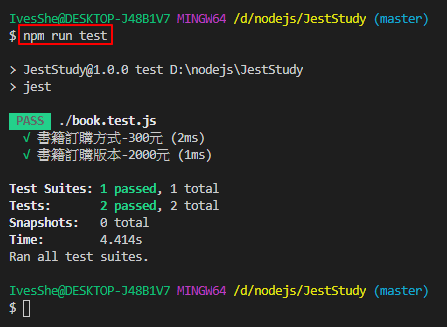 IvesShe@DESKTOP-J48B1V7 MINGW64 /d/nodejs/JestStudy (master)
$ npm run test
> JestStudy@1.0.0 test D:\nodejs\JestStudy
> jest
PASS ./book.test.js
√ 書籍訂購方式-300元 (2ms)
√ 書籍訂購版本-2000元 (1ms)
Test Suites: 1 passed, 1 total
Tests: 2 passed, 2 total
Snapshots: 0 total
Time: 4.414s
Ran all test suites.
IvesShe@DESKTOP-J48B1V7 MINGW64 /d/nodejs/JestStudy (master)
$